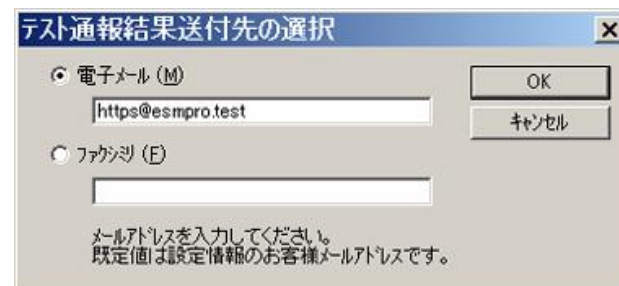 テスト通報結果送付先の選択
電子メール (M)
OK
https@esmpro.test
キャンセル
ファクシミリ (F)
メールアドレスを入力してください。
既定値は設定情報のお客様メールアドレスです。